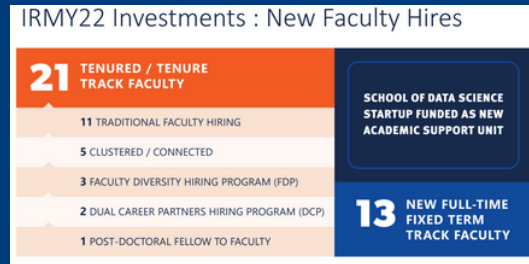 IRMY22 Investments : New Faculty Hires
21 TENURED / TENURE
TRACK FACULTY
11 TRADITIONAL FACULTY HIRING
5 CLUSTERED / CONNECTED
3 FACULTY DIVERSITY HIRING PROGRAM (FDP)
2 DUAL CAREER PARTNERS HIRING PROGRAM (DCP)
1 POST-DOCTORAL FELLOW TO FACULTY
SCHOOL OF DATA SCIENCE
STARTUP FUNDED AS NEW
ACADEMIC SUPPORT UNIT
13 NEW FULL-TIME
FIXED TERM
TRACK FACULTY